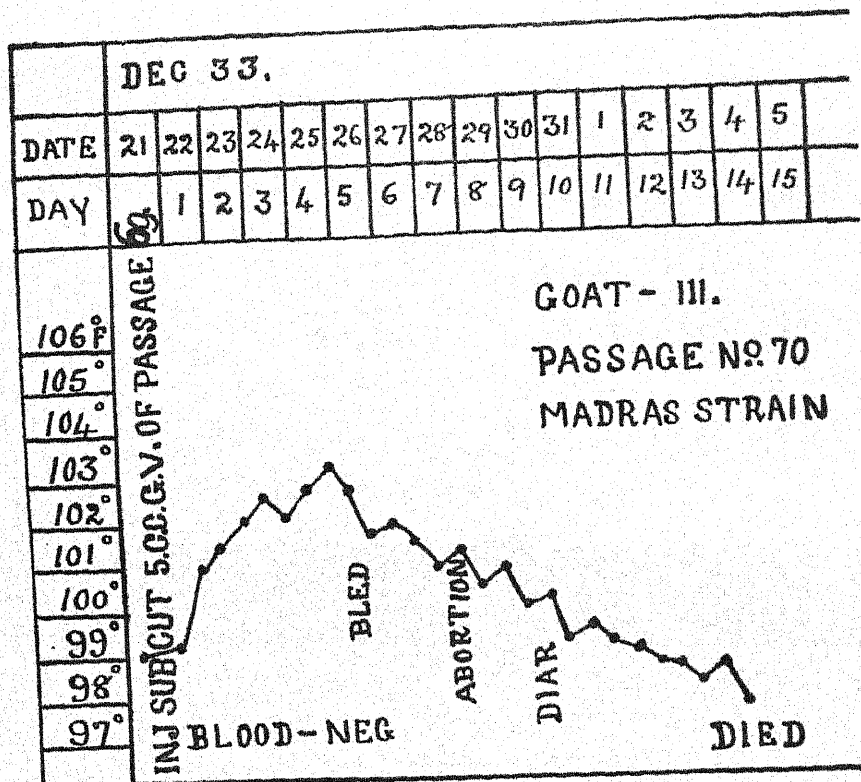 DEC 33.
DATE 21 22 23 24 25 26 27 28 29 30 31 1 2 3 4 5
DAY 1 2 3 4 5 6 7 8 9 10 11 12 13 14 15
INJ SUBCUT 5.CC.G.V. OF PASSAGE 69.
GOAT - III.
PASSAGE Nº 70
MADRAS STRAIN
106°F
105°
104°
103°
102°
101°
100°
99°
98°
97°
BLED
ABORTION
DIAR
BLOOD-NEG
DIED